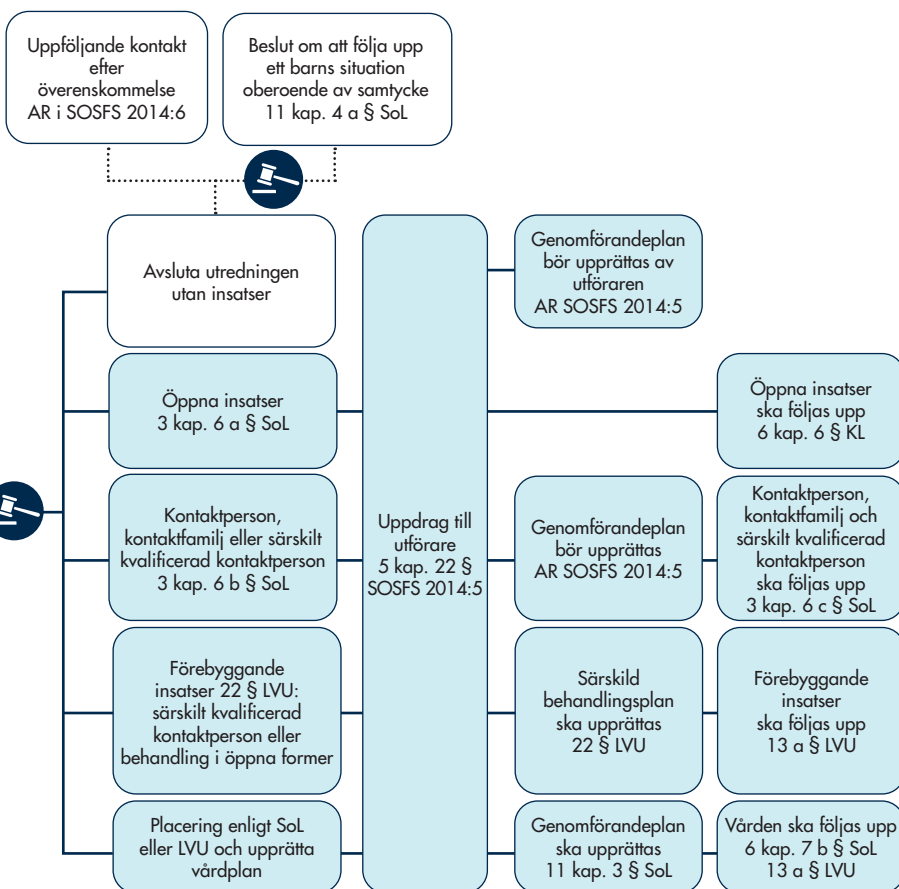 Uppföljande kontakt
efter
överenskommelse
AR i SOSFS 2014:6
Beslut om att följa upp
ett barns situation
oberoende av samtycke
11 kap. 4 a § SoL
Avsluta utredningen
utan insatser
Öppna insatser
3 kap. 6 a § SoL
Kontaktperson,
kontaktfamilj eller särskilt
kvalificerad kontaktperson
3 kap. 6 b § SoL
Förebyggande
insatser 22 § LVU:
särskilt kvalificerad
kontaktperson eller
behandling i öppna former
Placering enligt SoL
eller LVU och upprätta
vårdplan
Uppdrag till
utförare
5 kap. 22 §
SOSFS 2014:5
Genomförandeplan
bör upprättas av
utföraren
AR SOSFS 2014:5
Genomförandeplan
bör upprättas
AR SOSFS 2014:5
Särskild
behandlingsplan
ska upprättas
22 § LVU
Genomförandeplan
ska upprättas
11 kap. 3 § SoL
Öppna insatser
ska följas upp
6 kap. 6 § KL
Kontaktperson,
kontaktfamilj och
särskilt kvalificerad
kontaktperson
ska följas upp
3 kap. 6 c § SoL
Förebyggande
insatser
ska följas upp
13 a § LVU
Vården ska följas upp
6 kap. 7 b § SoL
13 a § LVU